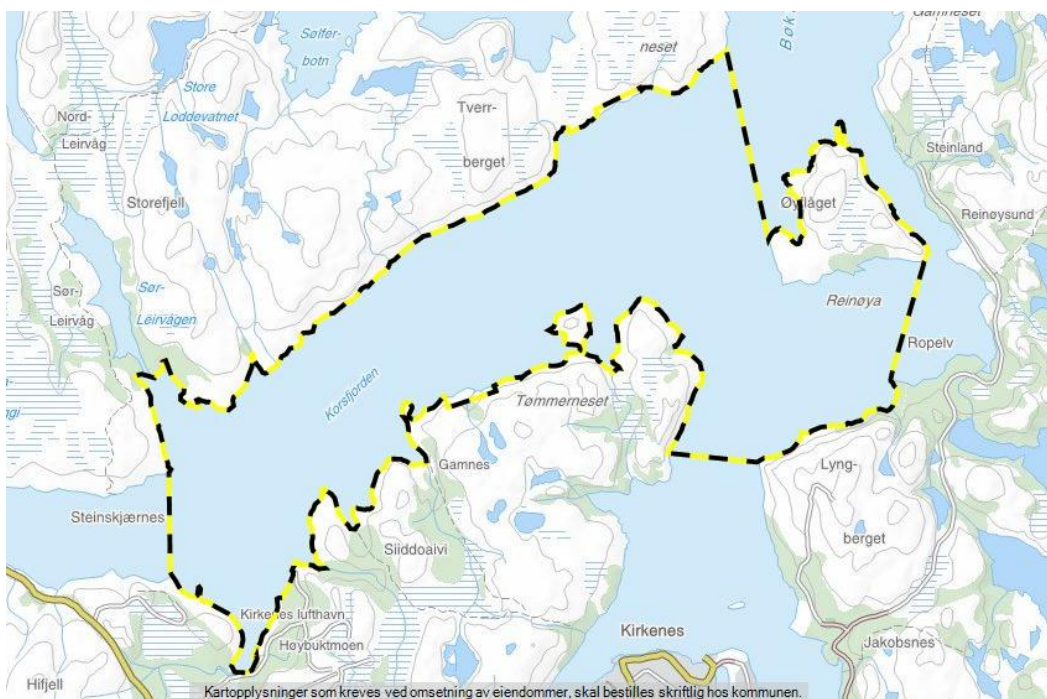 Gamneset
Bøk
neset
Sølfer-
botn
Store
Loddevatnet
Tverr-
berget
Nord-
Leirvåg
Steinland
Storefjell
Øyllåget
Reinøysund
Sør-
Leirvåg
Sør-
Leirvågen
Reinøya
Ropelv
Korsfjorden
Tømmerneset
Gamnes
Lyng-
berget
Steinskjærnes
Siiddoaivi
Kirkenes lufthavn
Høybuktmoen
Kirkenes
Jakobsnes
Hifjell
Kartopplysninger som kreves ved omsetning av eiendommer, skal bestilles skriftlig hos kommunen.